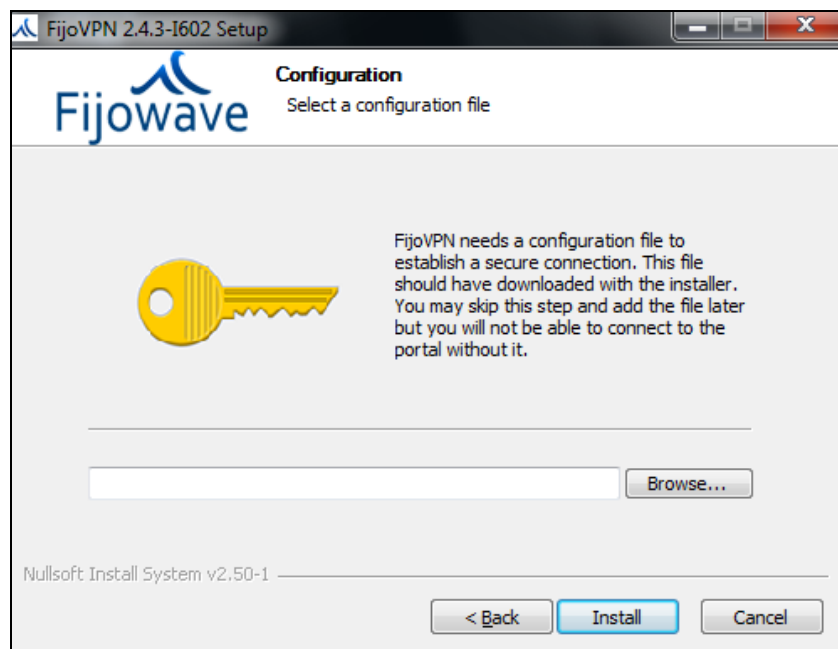 FijoVPN 2.4.3-I602 Setup
Fijowave
Configuration
Select a configuration file
FijoVPN needs a configuration file to
establish a secure connection. This file
should have downloaded with the installer.
You may skip this step and add the file later
but you will not be able to connect to the
portal without it.
Browse...
Nullsoft Install System v2.50-1
< Back
Install
Cancel